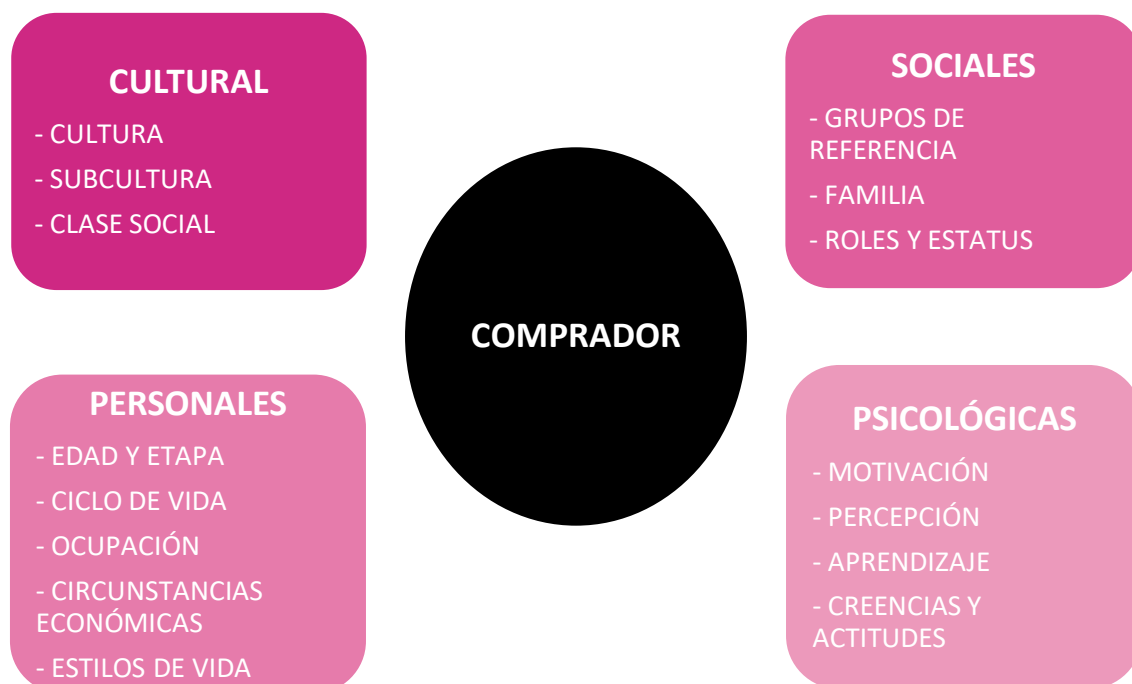 CULTURAL
- CULTURA
- SUBCULTURA
- CLASE SOCIAL
SOCIALES
- GRUPOS DE
REFERENCIA
- FAMILIA
- ROLES Y ESTATUS
COMPRADOR
PERSONALES
- EDAD Y ETAPA
- CICLO DE VIDA
- OCUPACIÓN
- CIRCUNSTANCIAS
ECONÓMICAS
- ESTILOS DE VIDA
PSICOLÓGICAS
- MOTIVACIÓN
- PERCEPCIÓN
- APRENDIZAJE
- CREENCIAS Y
ACTITUDES